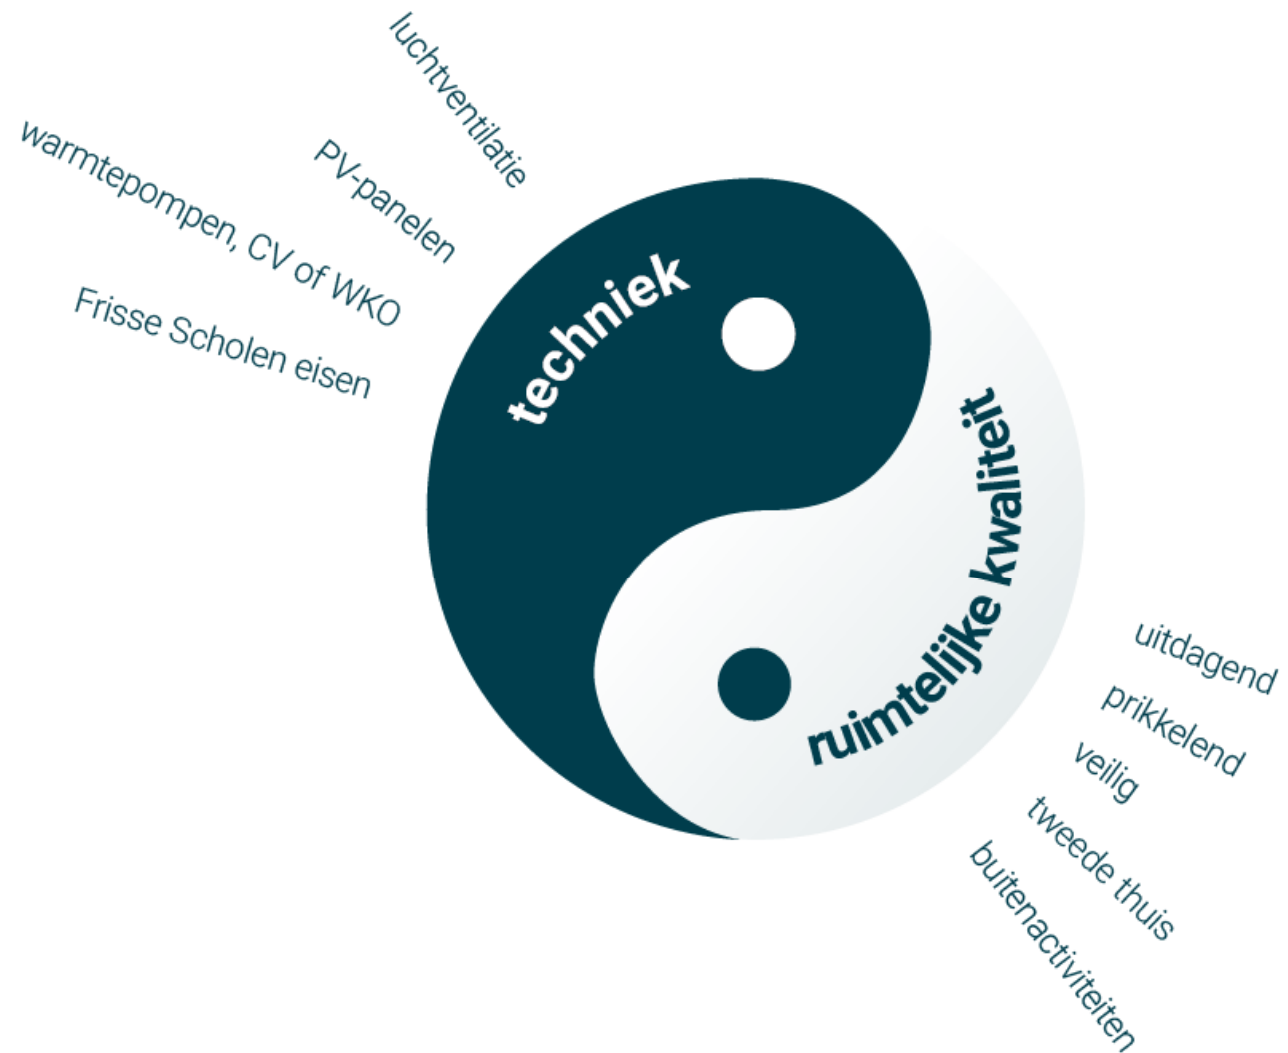 luchtventilatie
PV-panelen
warmtepompen, CV of WKO
Frisse Scholen eisen
techniek
ruimtelijke kwaliteit
uitdagend
prikkelend
veilig
tweede thuis
buitenactiviteiten